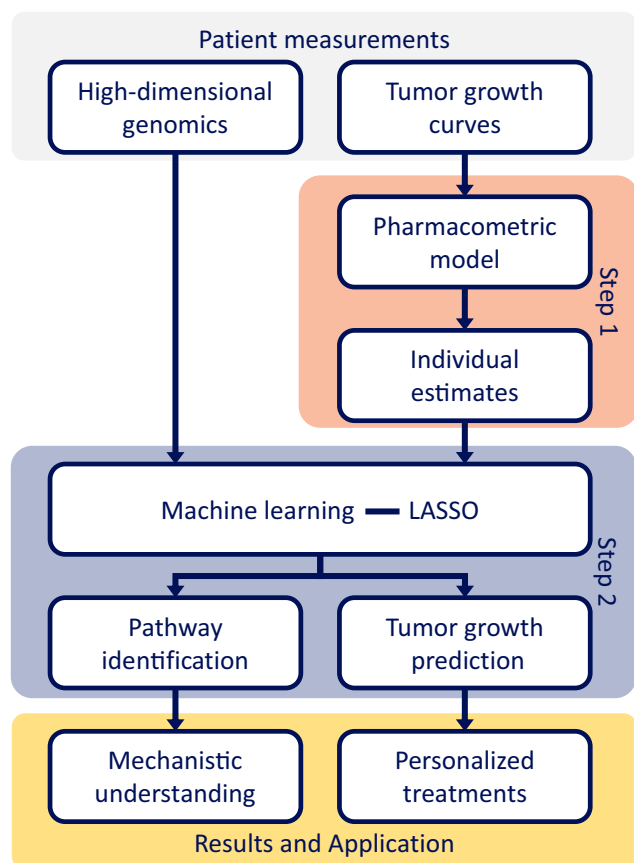 Patient measurements
High-dimensional
genomics
Tumor growth
curves
Pharmacometric
model
Step 1
Individual
estimates
Machine learning — LASSO
Step 2
Pathway
identification
Tumor growth
prediction
Mechanistic
understanding
Personalized
treatments
Results and Application